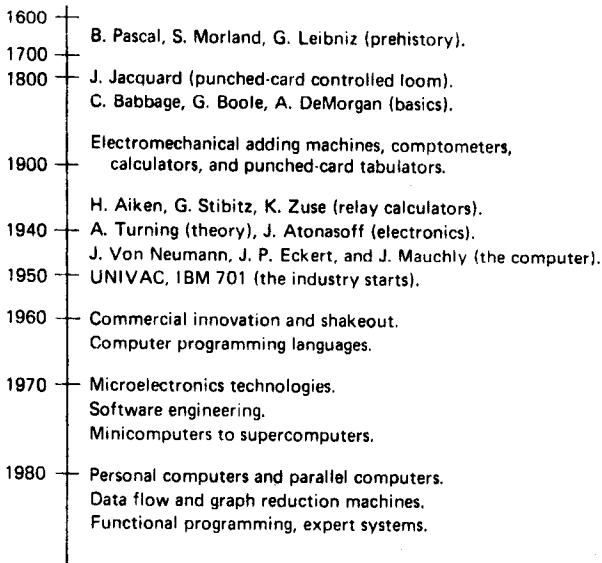 1600
B. Pascal, S. Morland, G. Leibniz (prehistory).
1700
1800 J. Jacquard (punched-card controlled loom).
C. Babbage, G. Boole, A. DeMorgan (basics).
Electromechanical adding machines, comptometers,
1900 calculators, and punched-card tabulators.
H. Aiken, G. Stibitz, K. Zuse (relay calculators).
1940 A. Turning (theory), J. Atonasoff (electronics).
J. Von Neumann, J. P. Eckert, and J. Mauchly (the computer).
1950 UNIVAC, IBM 701 (the industry starts).
1960 Commercial innovation and shakeout.
Computer programming languages.
1970 Microelectronics technologies.
Software engineering.
Minicomputers to supercomputers.
1980 Personal computers and parallel computers.
Data flow and graph reduction machines.
Functional programming, expert systems.